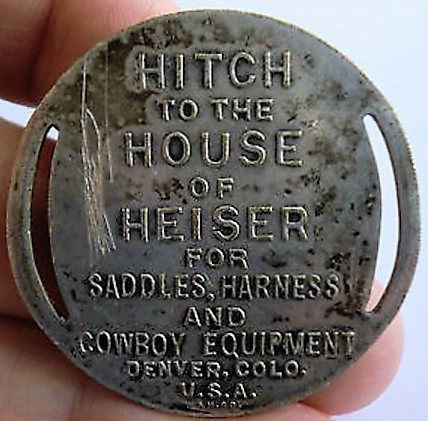 HITCH
TO THE
HOUSE
OF
HEISER
FOR
SADDLES, HARNESS
AND
COWBOY EQUIPMENT
DENVER, COLO.
U.S.A.